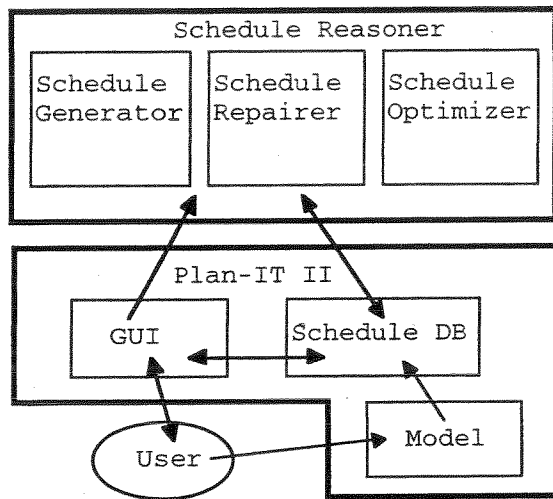 Schedule Reasoner
Schedule
Generator
Schedule
Repairer
Schedule
Optimizer
Plan-IT II
GUI
Schedule DB
User
Model